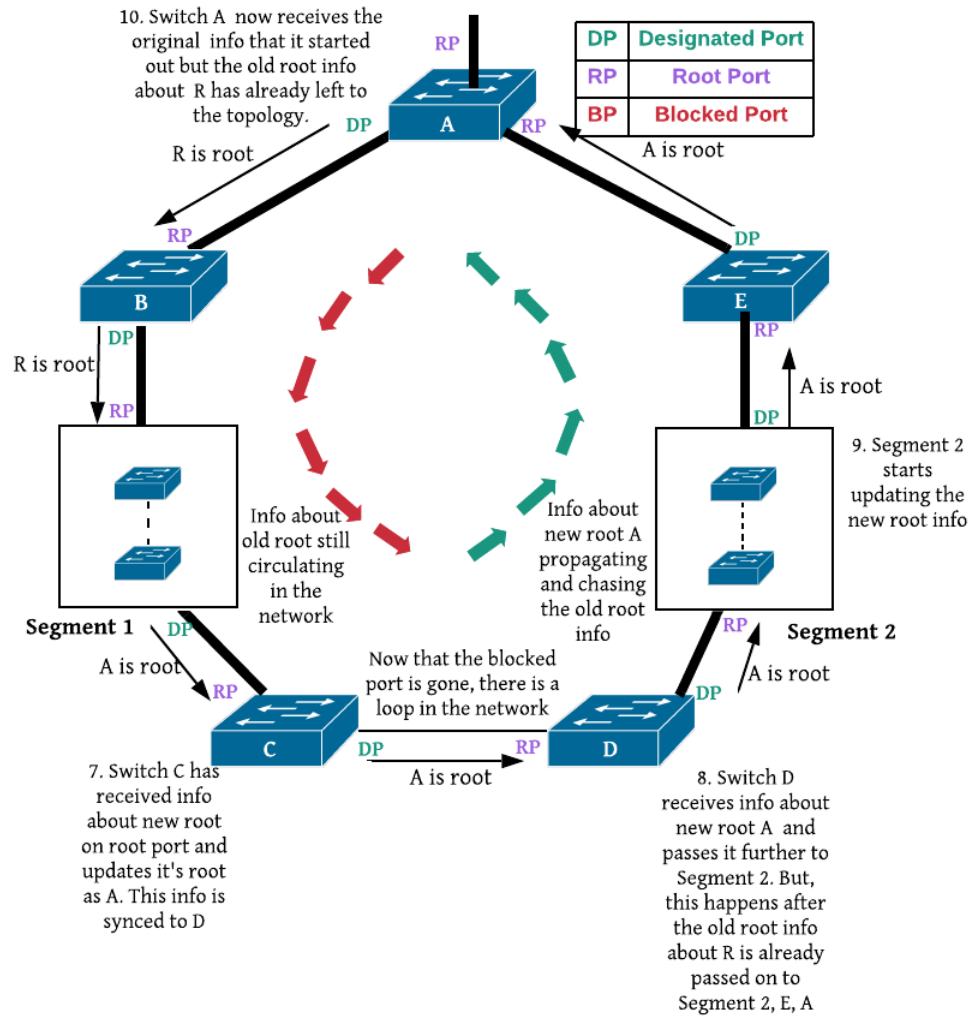 10. Switch A now receives the
original info that it started
out but the old root info
about R has already left to
the topology.
RP
DP Designated Port
RP Root Port
BP Blocked Port
A
DP
RP
R is root
A is root
RP
DP
B
E
DP
RP
R is root
A is root
RP
DP
9. Segment 2
starts
updating the
new root info
Info about
old root still
circulating
in the
network
Info about
new root A
propagating
and chasing
the old root
info
Segment 1
DP
RP
Segment 2
A is root
RP
Now that the blocked
port is gone, there is a
loop in the network
A is root
DP
C
D
DP
RP
A is root
7. Switch C has
received info
about new root
on root port and
updates it's root
as A. This info is
synced to D
8. Switch D
receives info about
new root A and
passes it further to
Segment 2. But,
this happens after
the old root info
about R is already
passed on to
Segment 2, E, A